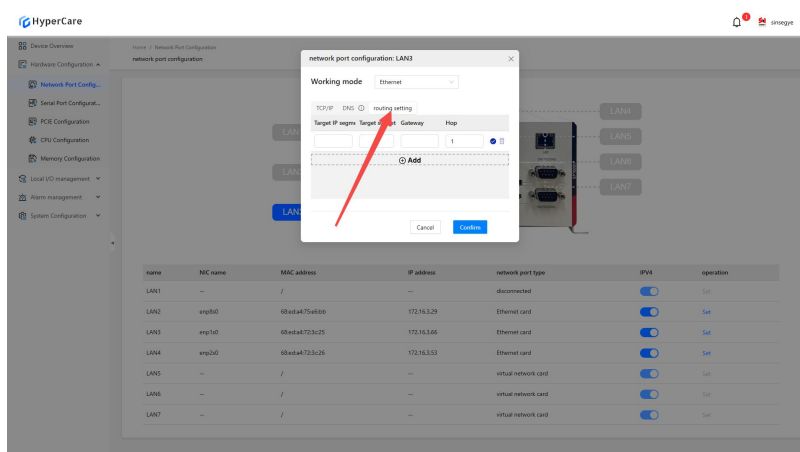 HyperCare
1
sinsegye
Device Overview
Hardware Configuration
Network Port Config...
Serial Port Configurat...
PCIE Configuration
CPU Configuration
Memory Configuration
Local I/O management
Alarm management
System Configuration
Home / Network Port Configuration
network port configuration
network port configuration: LAN3
Working mode Ethernet
TCP/IP DNS routing setting
Target IP segme Gateway Hop
1
Add
Cancel Confirm
LAN4
LAN5
LAN6
LAN7
name NIC name MAC address IP address network port type IPV4 operation
LAN1 -- / -- disconnected Set
LAN2 enp8s0 68:ed:a4:75:e6:bb 172.16.3.29 Ethernet card Set
LAN3 enp1s0 68:ed:a4:72:3c:25 172.16.3.66 Ethernet card Set
LAN4 enp2s0 68:ed:a4:72:3c:26 172.16.3.53 Ethernet card Set
LAN5 -- / -- virtual network card Set
LAN6 -- / -- virtual network card Set
LAN7 -- / -- virtual network card Set